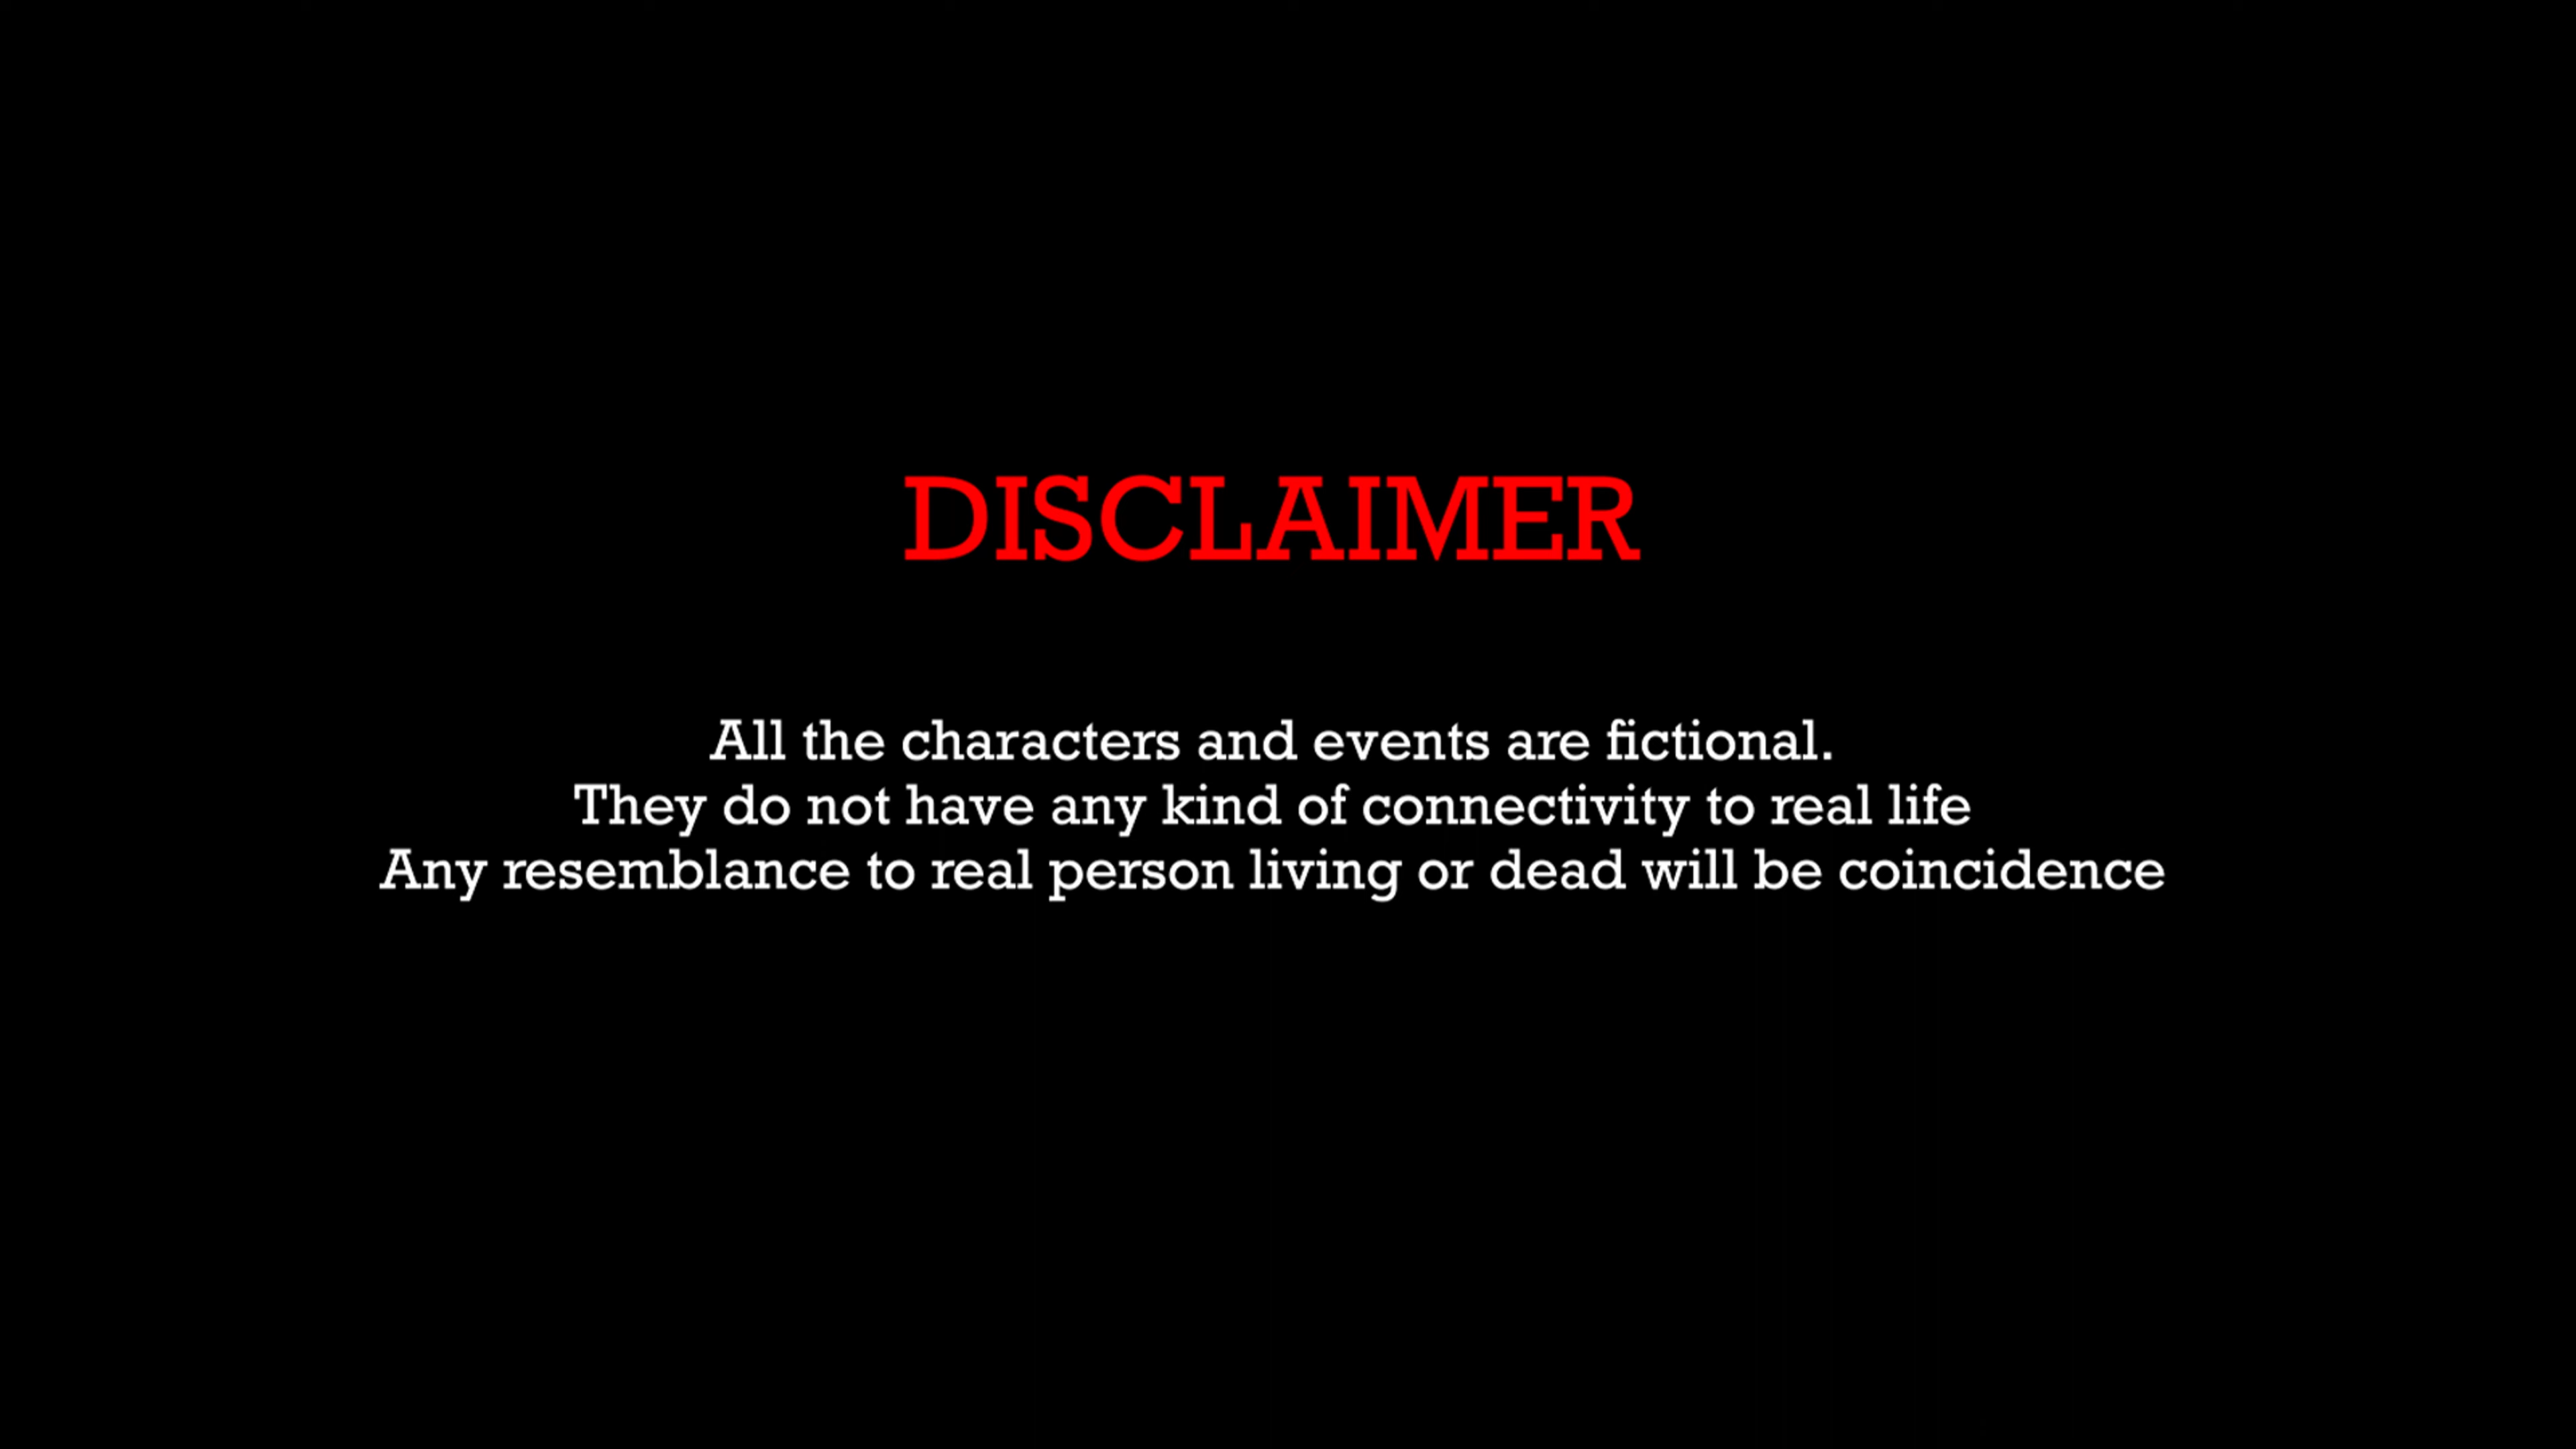 DISCLAIMER
All the characters and events are fictional.
They do not have any kind of connectivity to real life
Any resemblance to real person living or dead will be coincidence